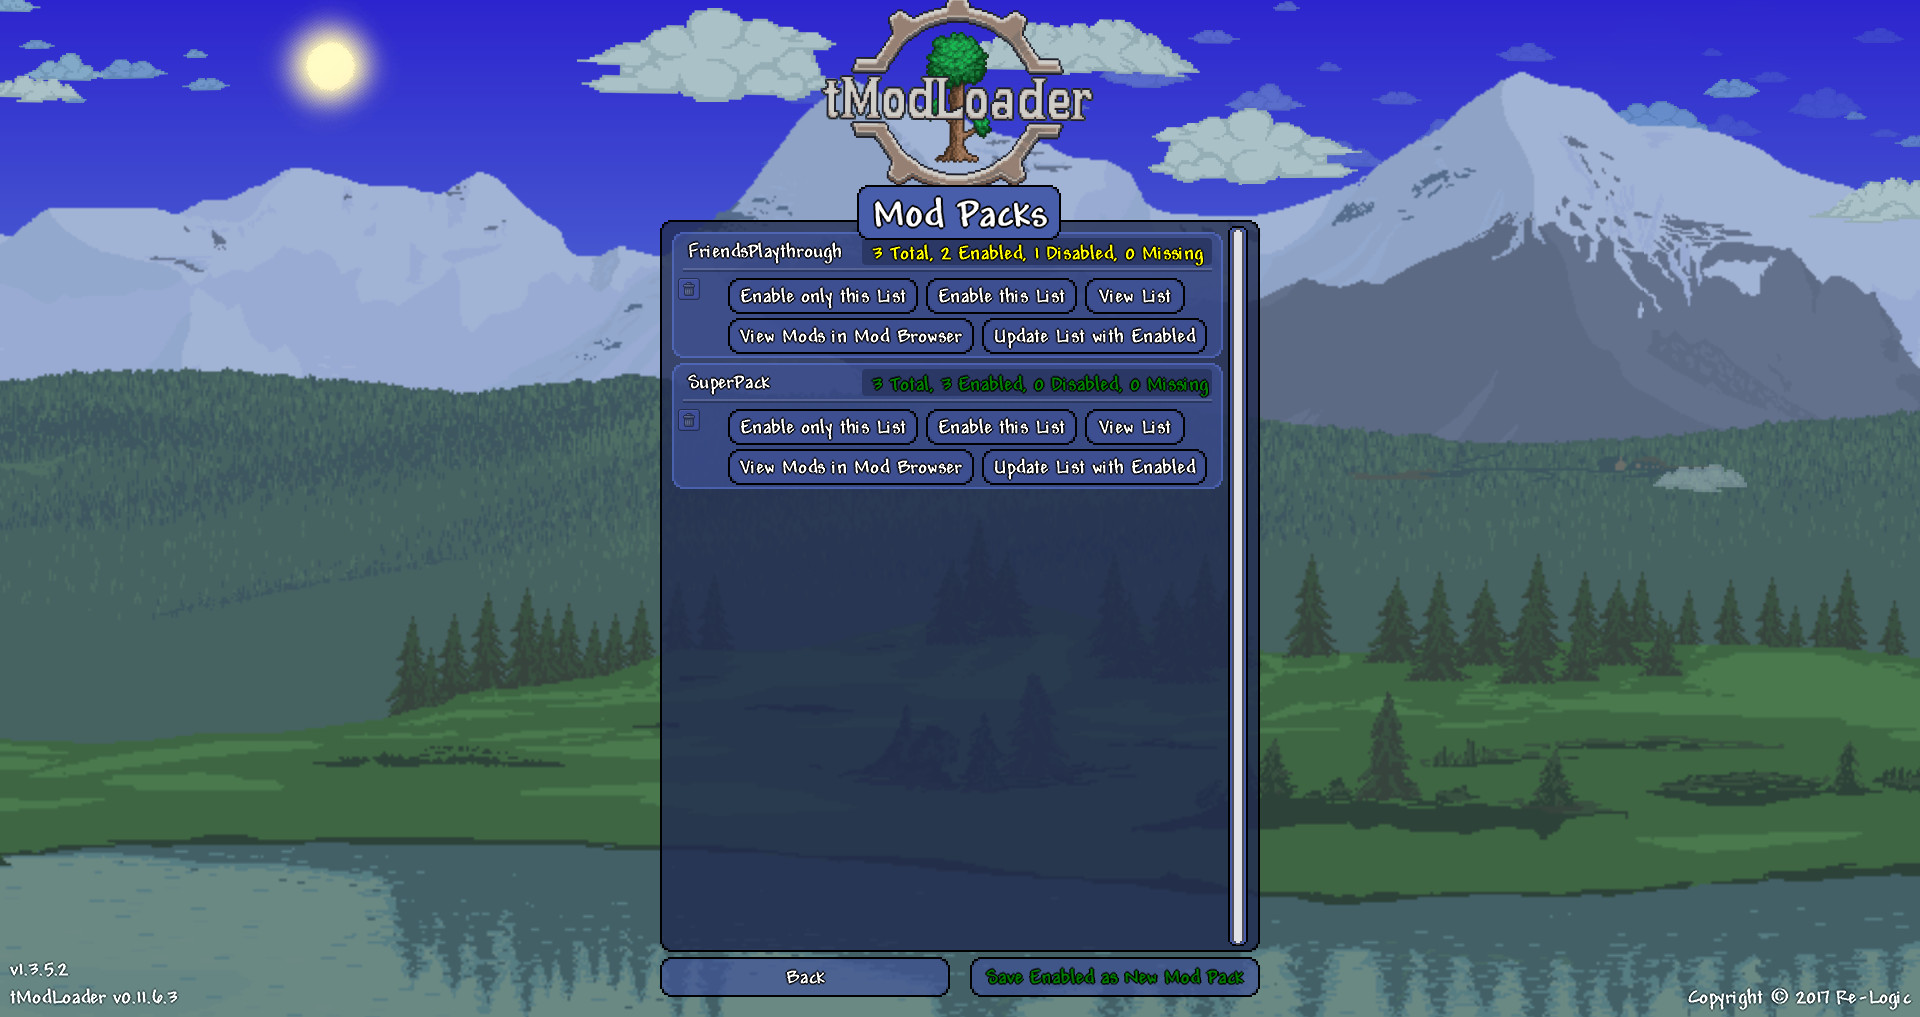 tModLoader
Mod Packs
FriendsPlaythrough 3 Total, 2 Enabled, 1 Disabled, 0 Missing
Enable only this List Enable this List View List
View Mods in Mod Browser Update List with Enabled
SuperPack 3 Total, 3 Enabled, 0 Disabled, 0 Missing
Enable only this List Enable this List View List
View Mods in Mod Browser Update List with Enabled
Back Save Enabled as New Mod Pack
v1.3.5.2
tModLoader v0.11.6.3
Copyright © 2017 Re-Logic